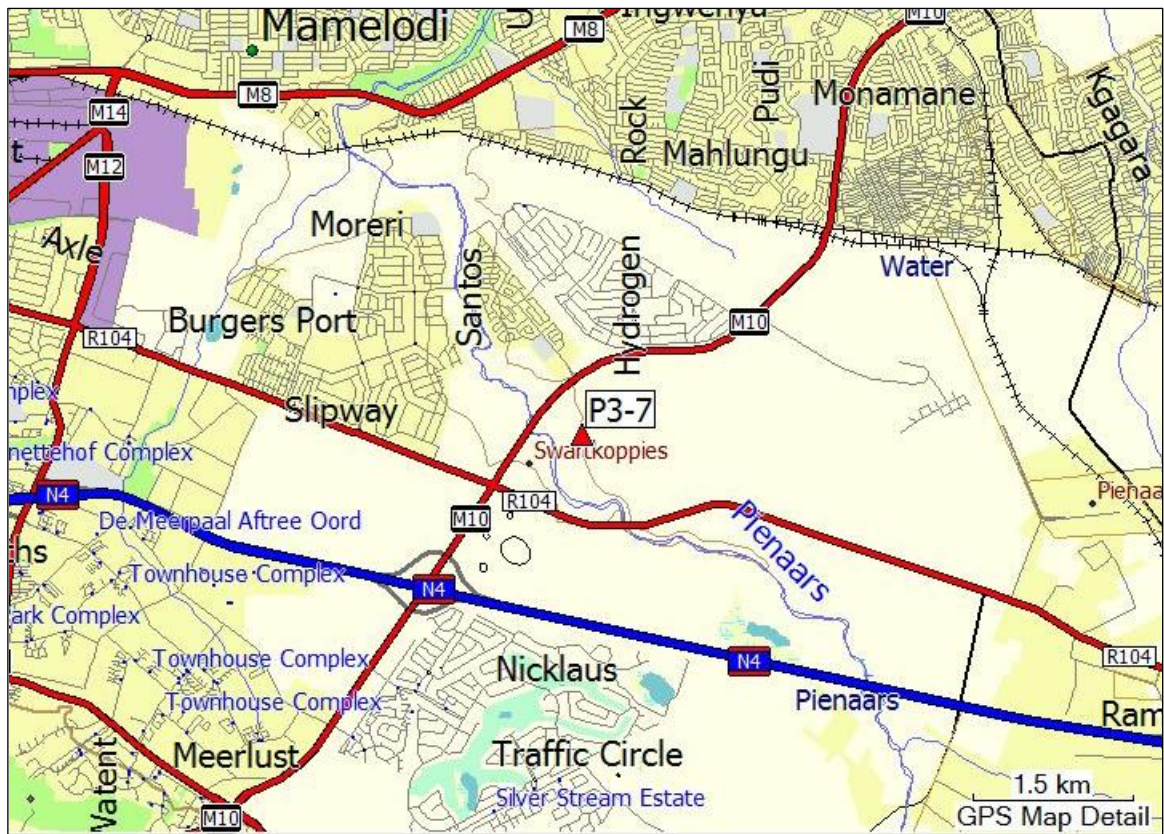 Ingwenya
M10
Mamelodi
M8
M8
Kgagara
Monamane
Pudi
Rock
M14
Mahlungu
M12
Moreri
Axle
Santos
Hydrogen
Water
Burgers Port
M10
R104
Slipway
P3-7
Swartkoppies
nettehof Complex
N4
R104
Pienaa
De Meerpaal Aftree Oord
M10
Pienaars
hs
Townhouse Complex
N4
ark Complex
Townhouse Complex
Nicklaus
N4
R104
Townhouse Complex
Pienaars
Ram
Meerlust
Traffic Circle
Watent
Silver Stream Estate
1.5 km
M10
GPS Map Detail